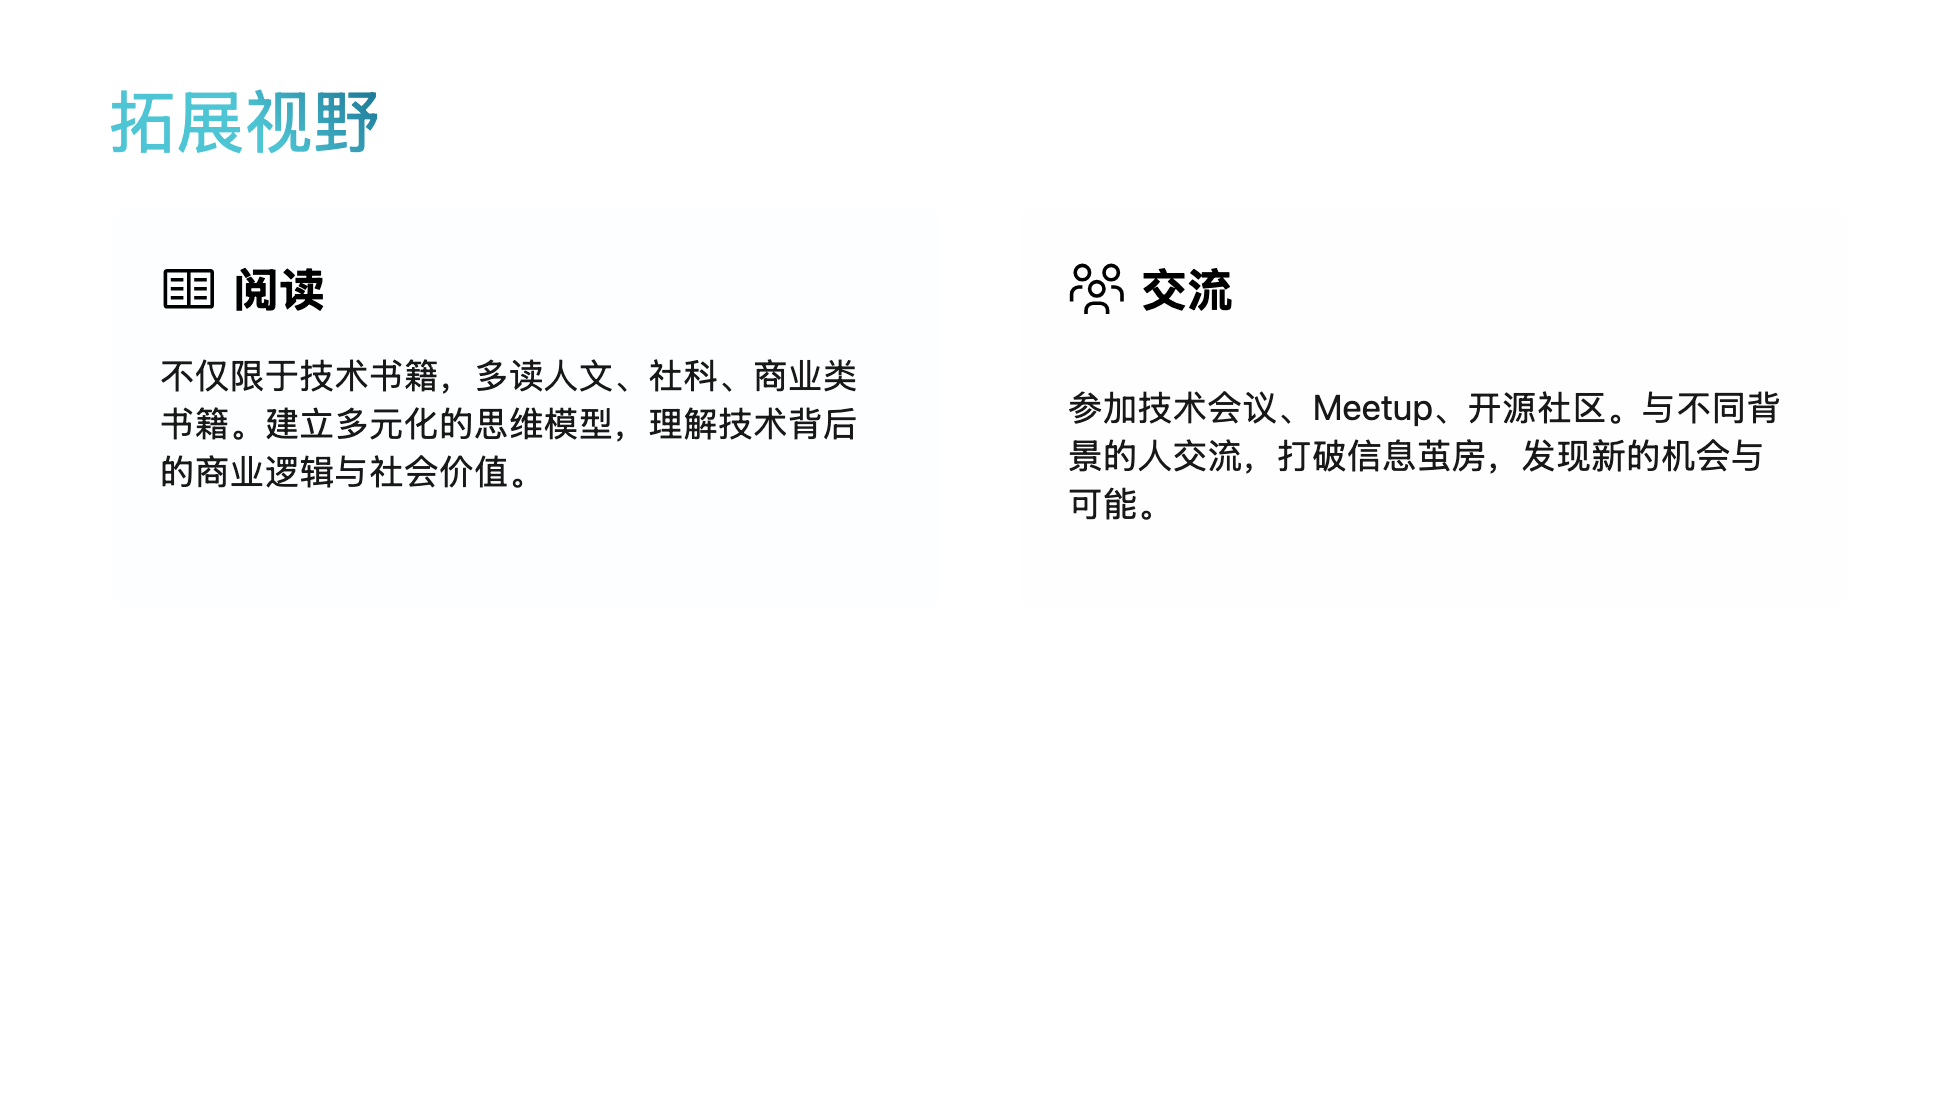 拓展视野
阅读
不仅限于技术书籍，多读人文、社科、商业类
书籍。建立多元化的思维模型，理解技术背后
的商业逻辑与社会价值。
交流
参加技术会议、Meetup、开源社区。与不同背
景的人交流，打破信息茧房，发现新的机会与
可能。